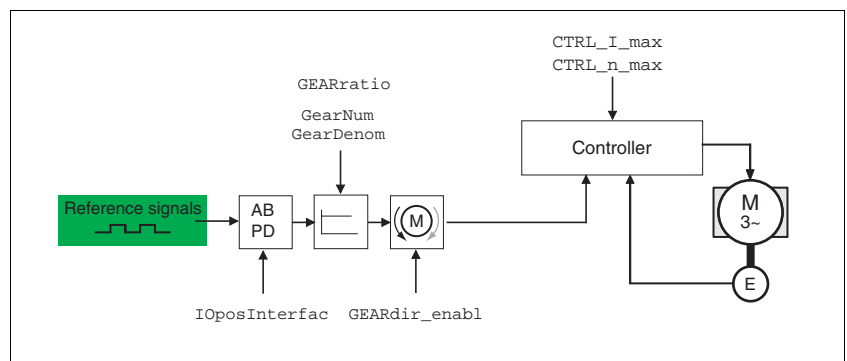 CTRL_I_max
CTRL_n_max
GEARratio
GearNum
GearDenom
Controller
Reference signals
AB
PD
M
M
3~
E
IOposInterfac
GEARdir_enabl